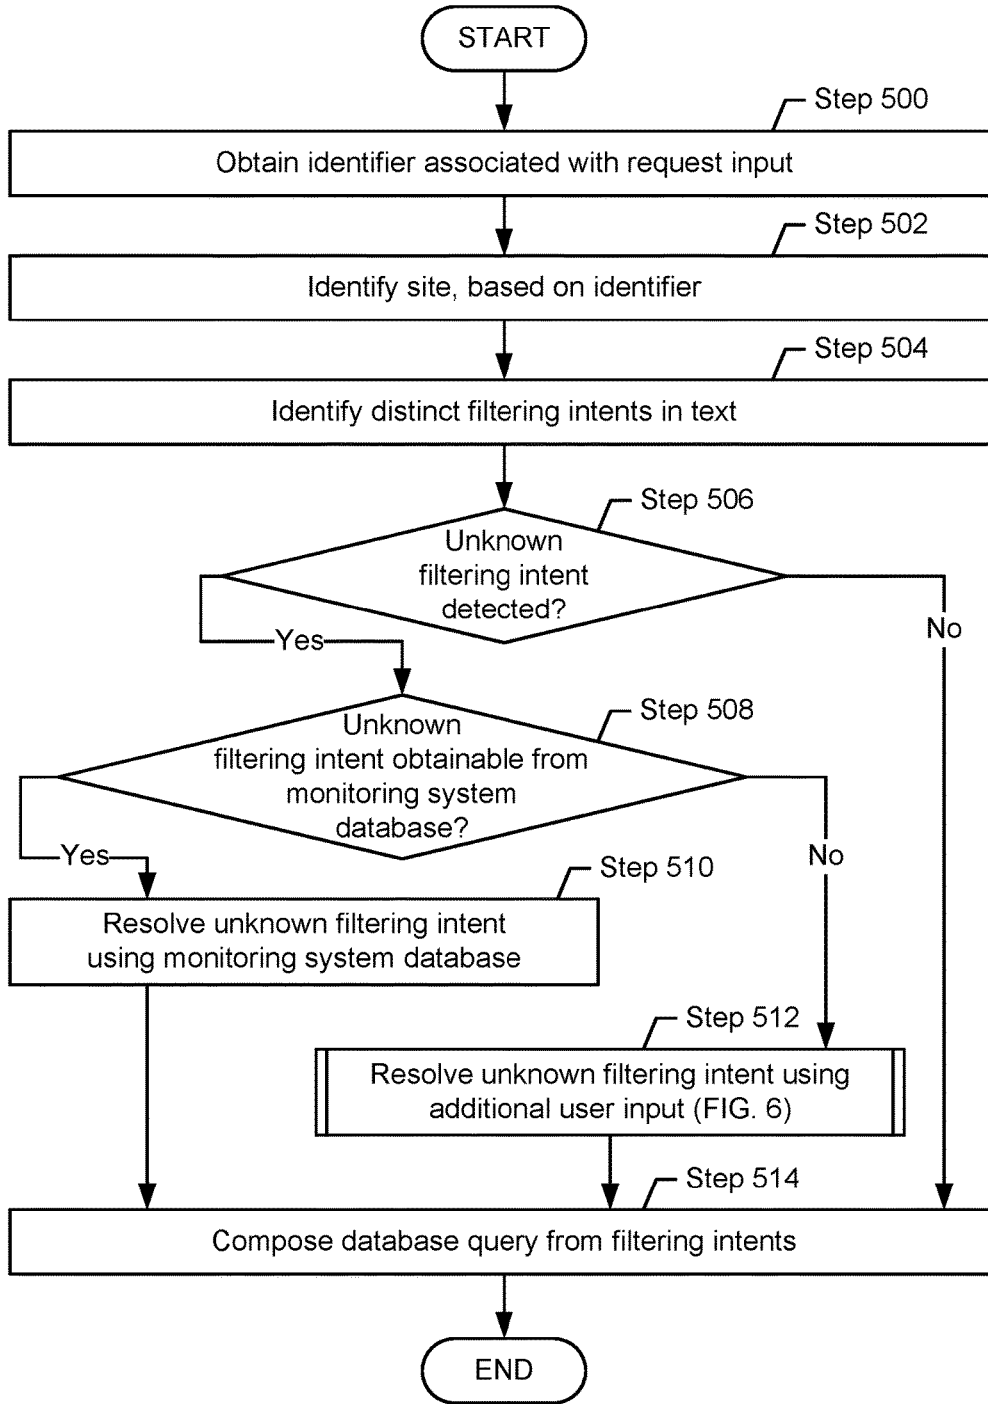 START
Step 500
Obtain identifier associated with request input
Step 502
Identify site, based on identifier
Step 504
Identify distinct filtering intents in text
Step 506
Unknown
filtering intent
detected?
Yes
No
Step 508
Unknown
filtering intent obtainable from
monitoring system
database?
Yes
No
Step 510
Resolve unknown filtering intent
using monitoring system database
Step 512
Resolve unknown filtering intent using
additional user input (FIG. 6)
Step 514
Compose database query from filtering intents
END